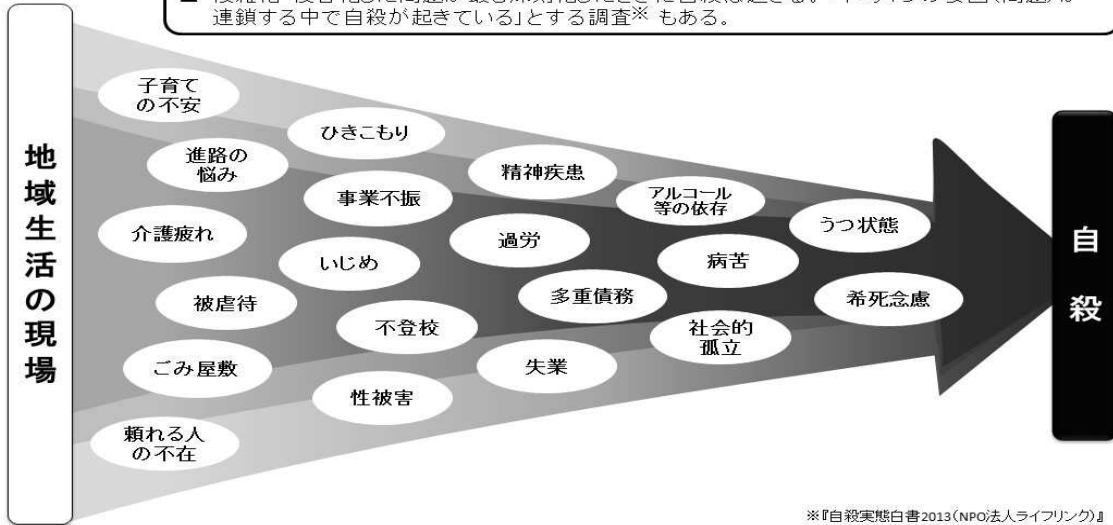 連鎖する中で自殺が起きている」とする調査※ もある。
地域生活の現場
子育て
の不安
ひきこもり
進路の
悩み
精神疾患
事業不振
アルコール
等の依存
うつ状態
介護疲れ
過労
いじめ
病苦
被虐待
多重債務
希死念慮
不登校
社会的
孤立
ごみ屋敷
失業
性被害
頼れる人
の不在
自殺
※『自殺実態白書2013(NPO法人ライフリンク)』